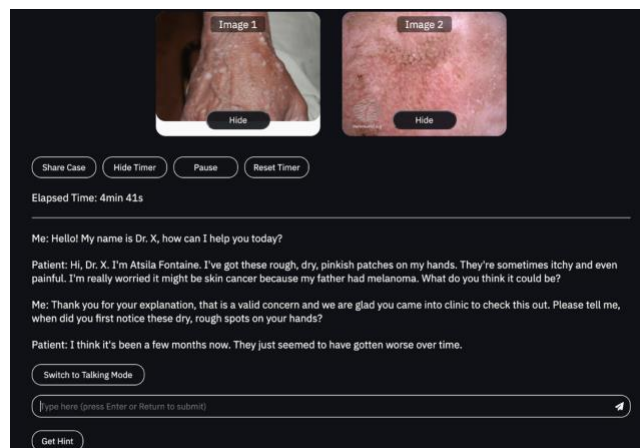 Image 1
Image 2
Hide
Hide
Share Case
Hide Timer
Pause
Reset Timer
Elapsed Time: 4min 41s
Me: Hello! My name is Dr. X, how can I help you today?
Patient: Hi, Dr. X. I'm Atsila Fontaine. I've got these rough, dry, pinkish patches on my hands. They're sometimes itchy and even
painful. I'm really worried it might be skin cancer because my father had melanoma. What do you think it could be?
Me: Thank you for your explanation, that is a valid concern and we are glad you came into clinic to check this out. Please tell me,
when did you first notice these dry, rough spots on your hands?
Patient: I think it's been a few months now. They just seemed to have gotten worse over time.
Switch to Talking Mode
Type here (press Enter or Return to submit)
Get Hint